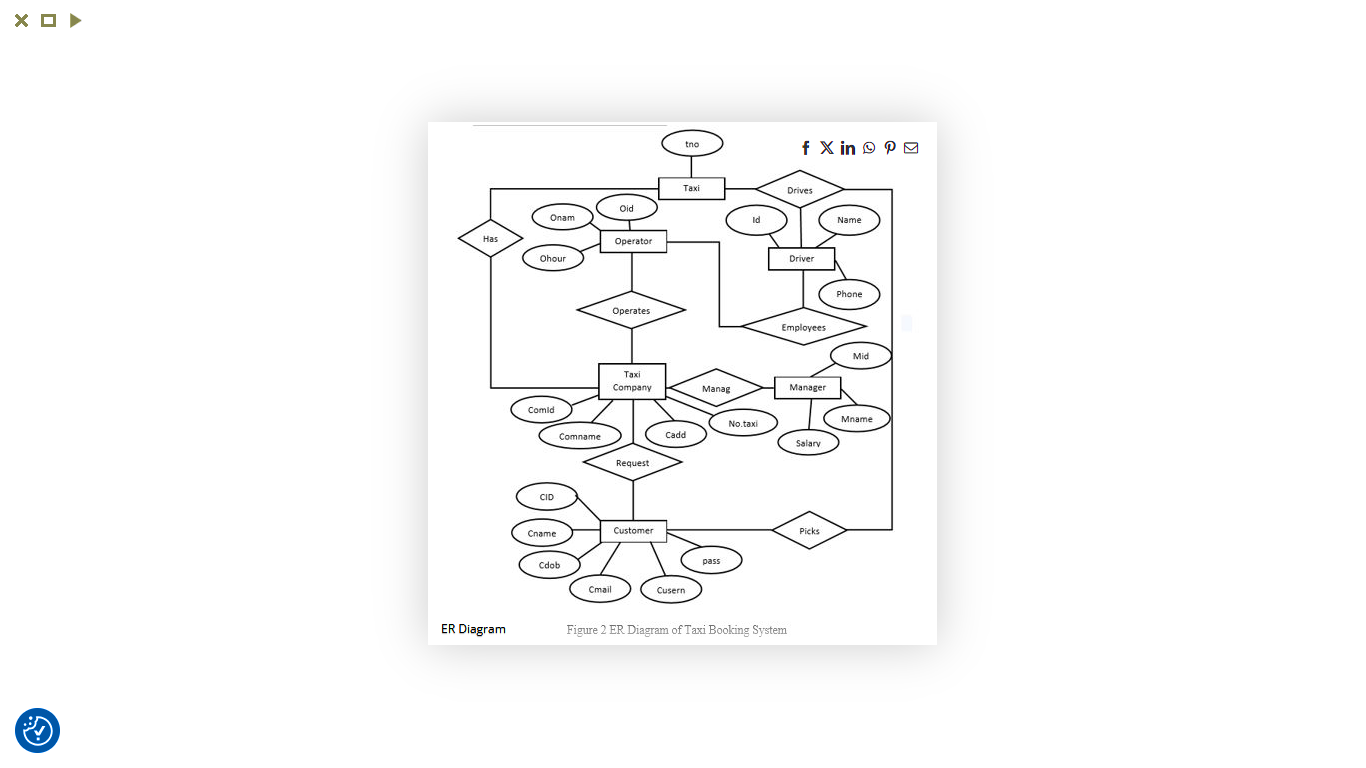 tno
Taxi
Drives
Oid
Onam
Id
Name
Has
Operator
Ohour
Driver
Phone
Operates
Employees
Mid
Taxi
Company
Manag
Manager
ComId
Comname
Cadd
No.taxi
Mname
Salary
Request
CID
Cname
Customer
Picks
Cdob
pass
Cmail
Cusern
ER Diagram
Figure 2 ER Diagram of Taxi Booking System